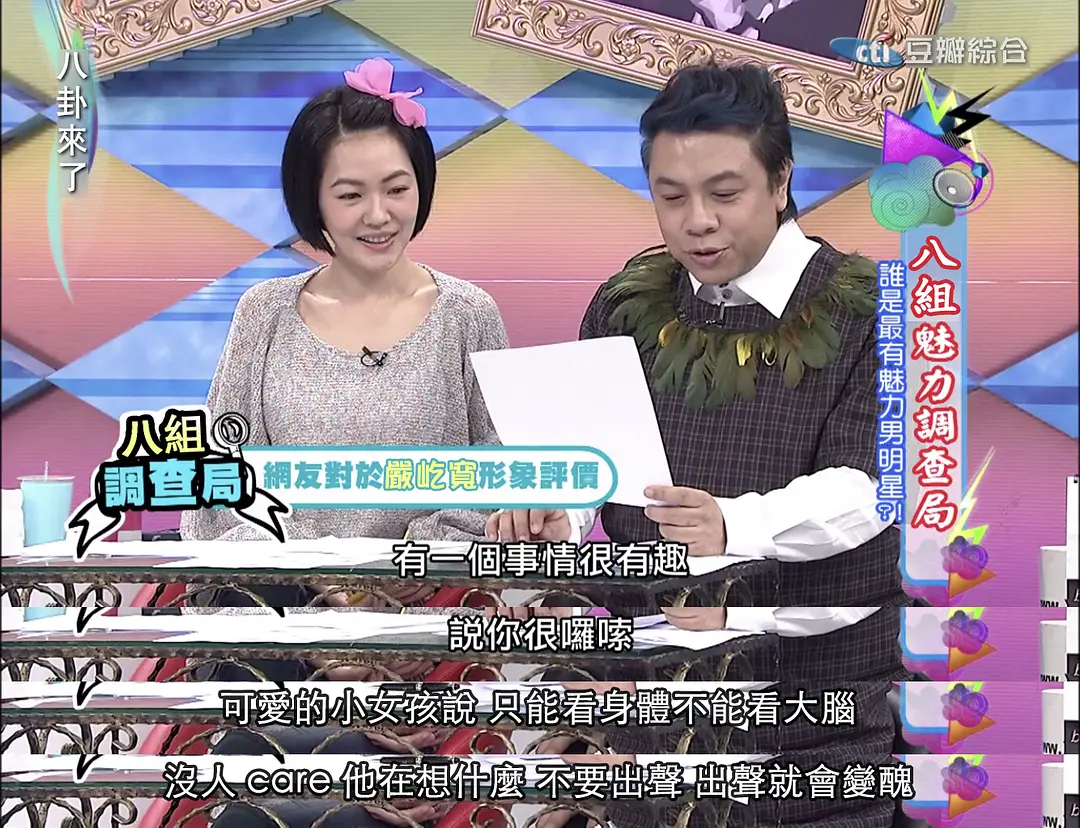 八卦來了
cti 豆瓣綜合
八組魅力調查局
誰是最有魅力男明星?!
八組
調查局
網友對於嚴屹寬形象評價
有一個事情很有趣
說你很囉嗦
可愛的小女孩說 只能看身體不能看大腦
沒人 care 他在想什麼 不要出聲 出聲就會變醜